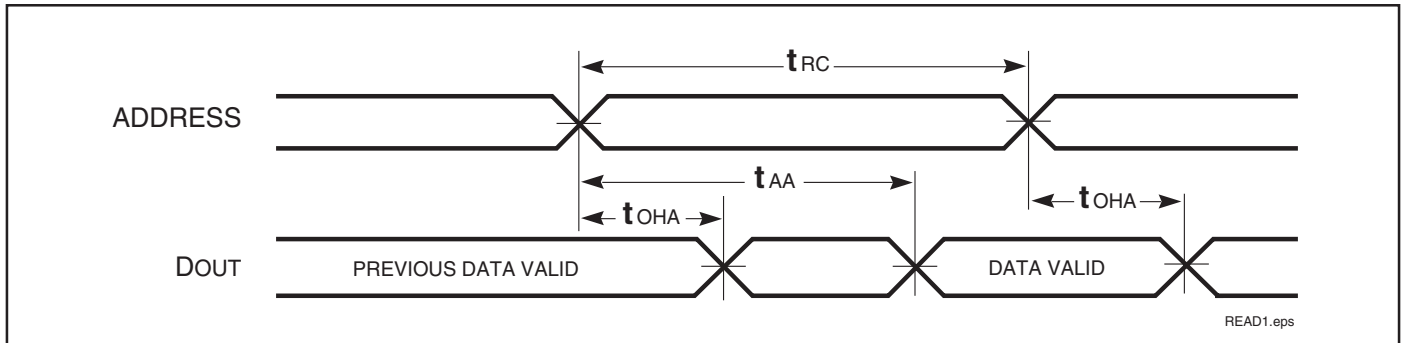 tRC
ADDRESS
tAA
tOHA
tOHA
DOUT
PREVIOUS DATA VALID
DATA VALID
READ1.eps